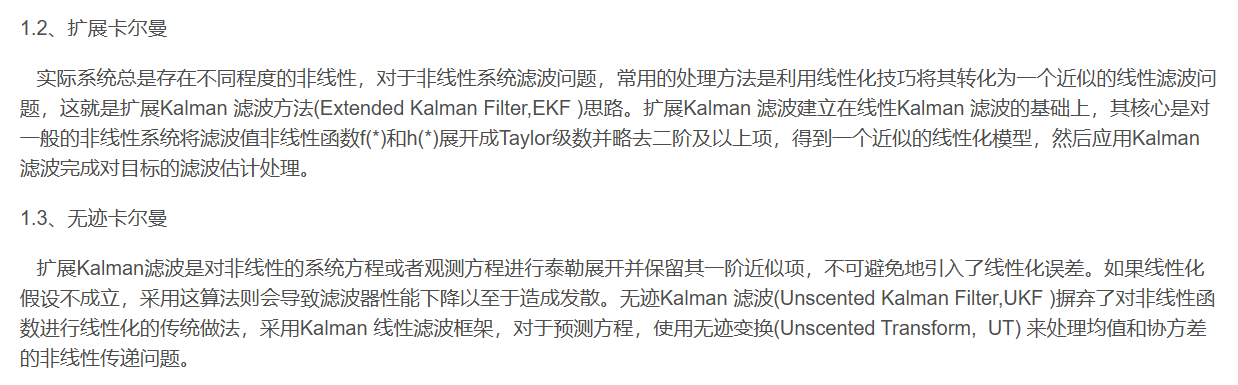 1.2、扩展卡尔曼
实际系统总是存在不同程度的非线性，对于非线性系统滤波问题，常用的处理方法是利用线性化技巧将其转化为一个近似的线性滤波问
题，这就是扩展Kalman 滤波方法(Extended Kalman Filter,EKF )思路。扩展Kalman 滤波建立在线性Kalman 滤波的基础上，其核心是对
一般的非线性系统将滤波值非线性函数f(*)和h(*)展开成Taylor级数并略去二阶及以上项，得到一个近似的线性化模型，然后应用Kalman
滤波完成对目标的滤波估计处理。
1.3、无迹卡尔曼
扩展Kalman滤波是对非线性的系统方程或者观测方程进行泰勒展开并保留其一阶近似项，不可避免地引入了线性化误差。如果线性化
假设不成立，采用这算法则会导致滤波器性能下降以至于造成发散。无迹Kalman 滤波(Unscented Kalman Filter,UKF )摒弃了对非线性函
数进行线性化的传统做法，采用Kalman 线性滤波框架，对于预测方程，使用无迹变换(Unscented Transform，UT) 来处理均值和协方差
的非线性传递问题。